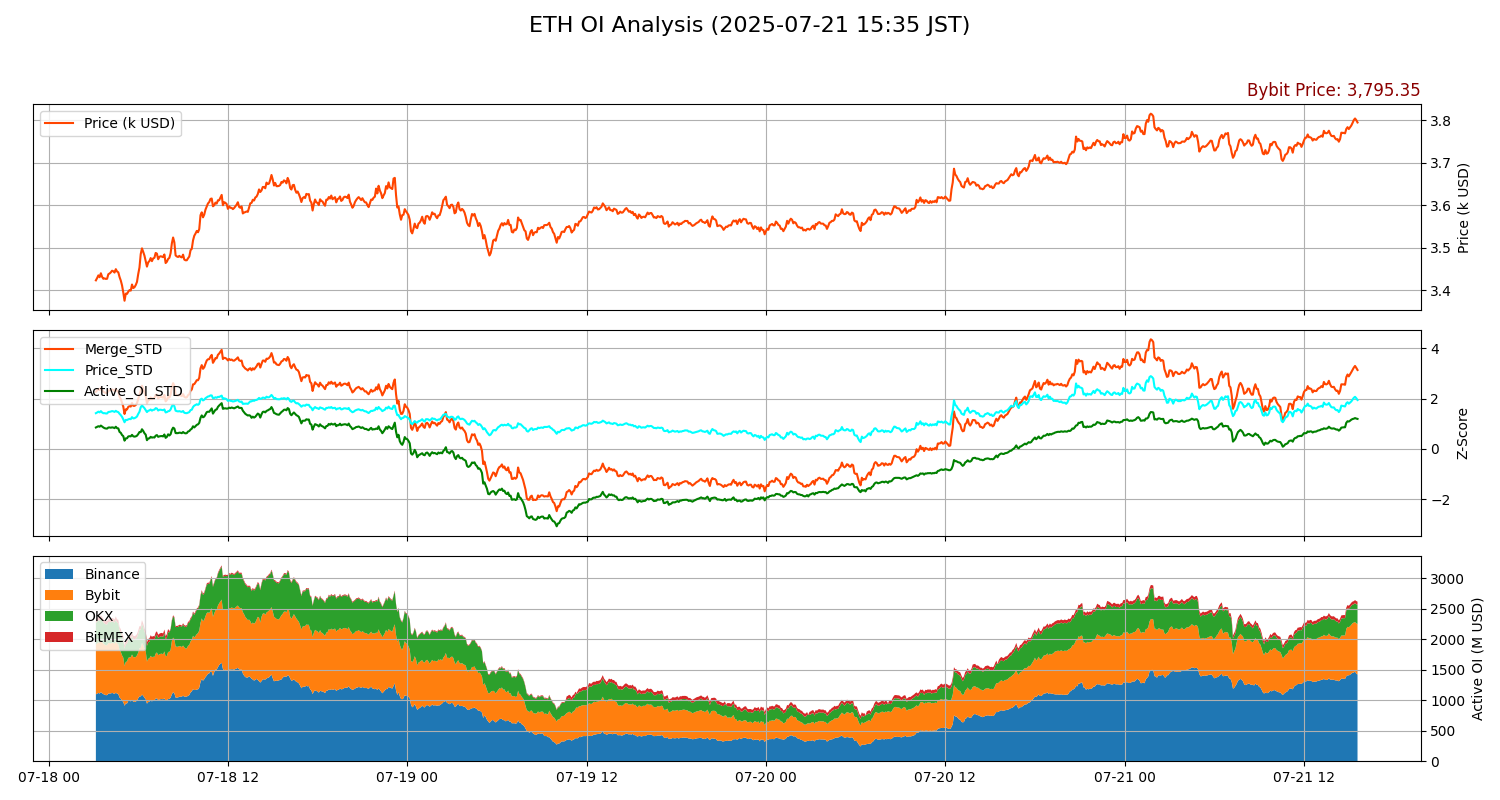 ETH OI Analysis (2025-07-21 15:35 JST)
Bybit Price: 3,795.35
Price (k USD)
3.8
3.7
3.6
3.5
3.4
Price (k USD)
Merge_STD
Price_STD
Active_OI_STD
4
2
0
−2
Z-Score
Binance
Bybit
OKX
BitMEX
3000
2500
2000
1500
1000
500
0
Active OI (M USD)
07-18 00
07-18 12
07-19 00
07-19 12
07-20 00
07-20 12
07-21 00
07-21 12